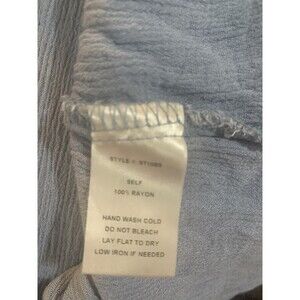 STYLE #
SELF
100% RAYON
HAND WASH COLD
DO NOT BLEACH
LAY FLAT TO DRY
LOW IRON IF NEEDED